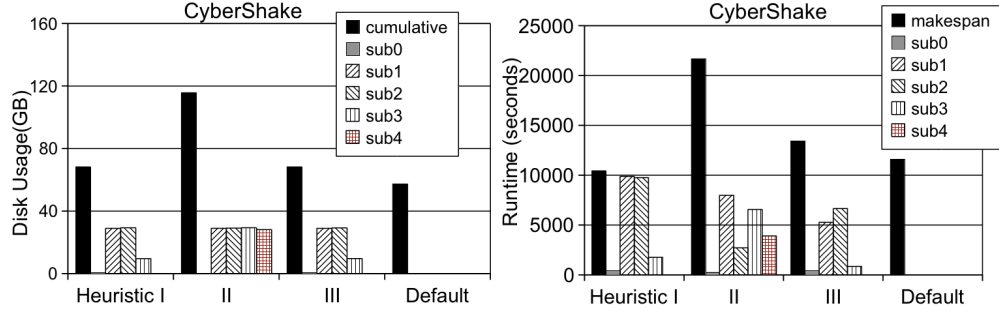 CyberShake
160
120
80
40
0
Disk Usage(GB)
cumulative
sub0
sub1
sub2
sub3
sub4
Heuristic I
II
III
Default
CyberShake
25000
20000
15000
10000
5000
0
Runtime (seconds)
makespan
sub0
sub1
sub2
sub3
sub4
Heuristic I
II
III
Default